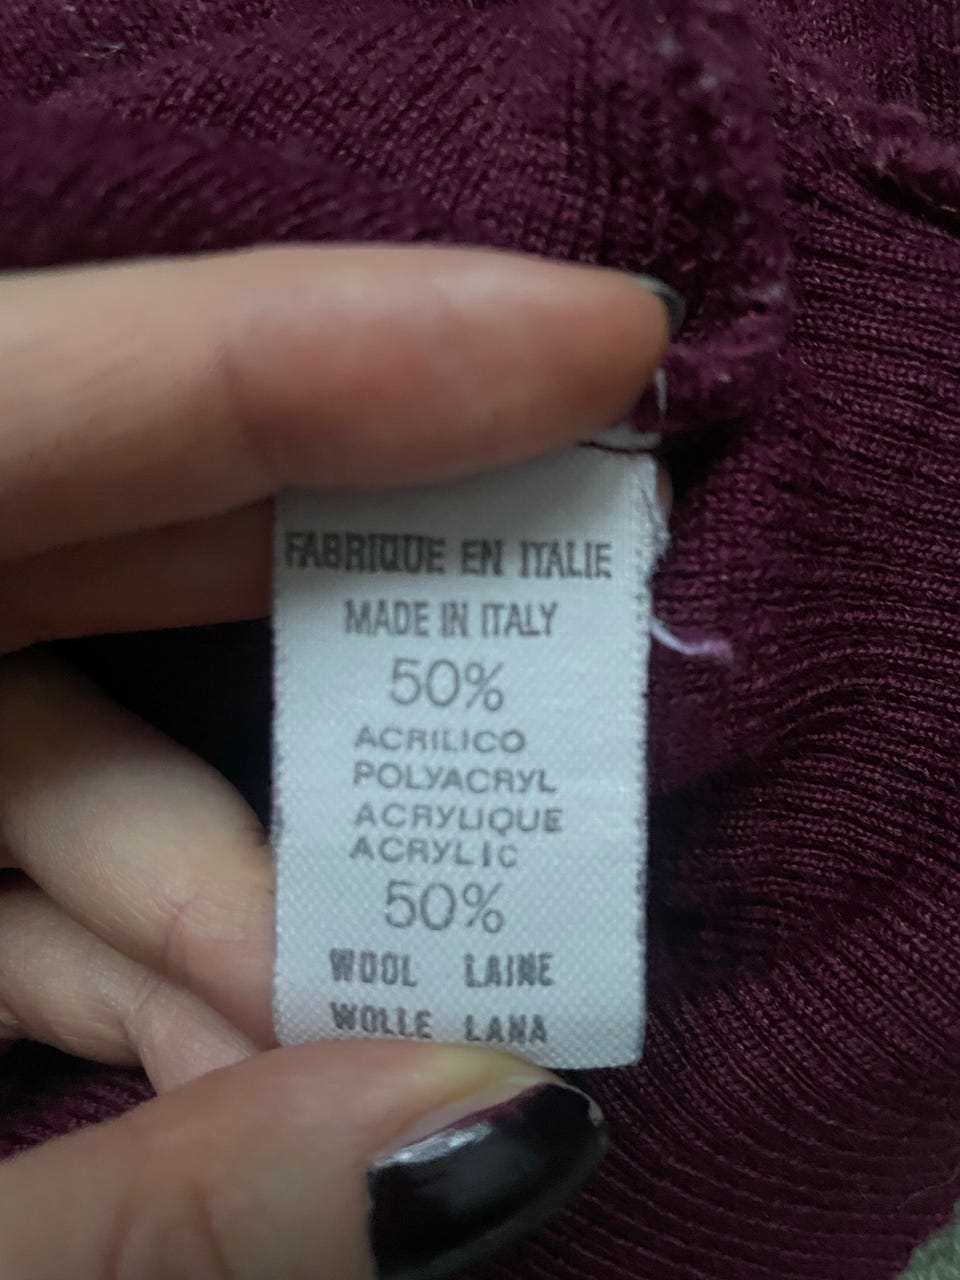 FABRIQUE EN ITALIE
MADE IN ITALY
50%
ACRILICO
POLYACRYL
ACRYLIQUE
ACRYLIC
50%
WOOL LAINE
WOLLE LANA